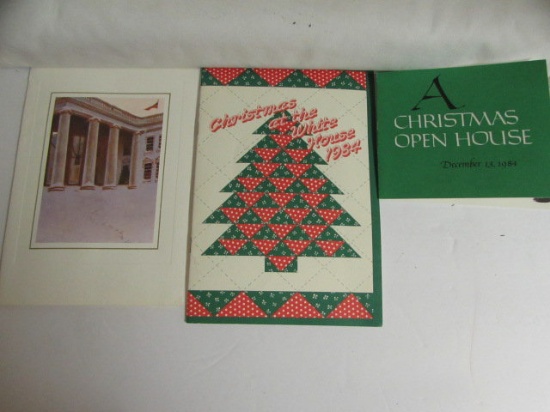 Christmas
at the
White
House
1984
A
CHRISTMAS
OPEN HOUSE
December 13, 1984